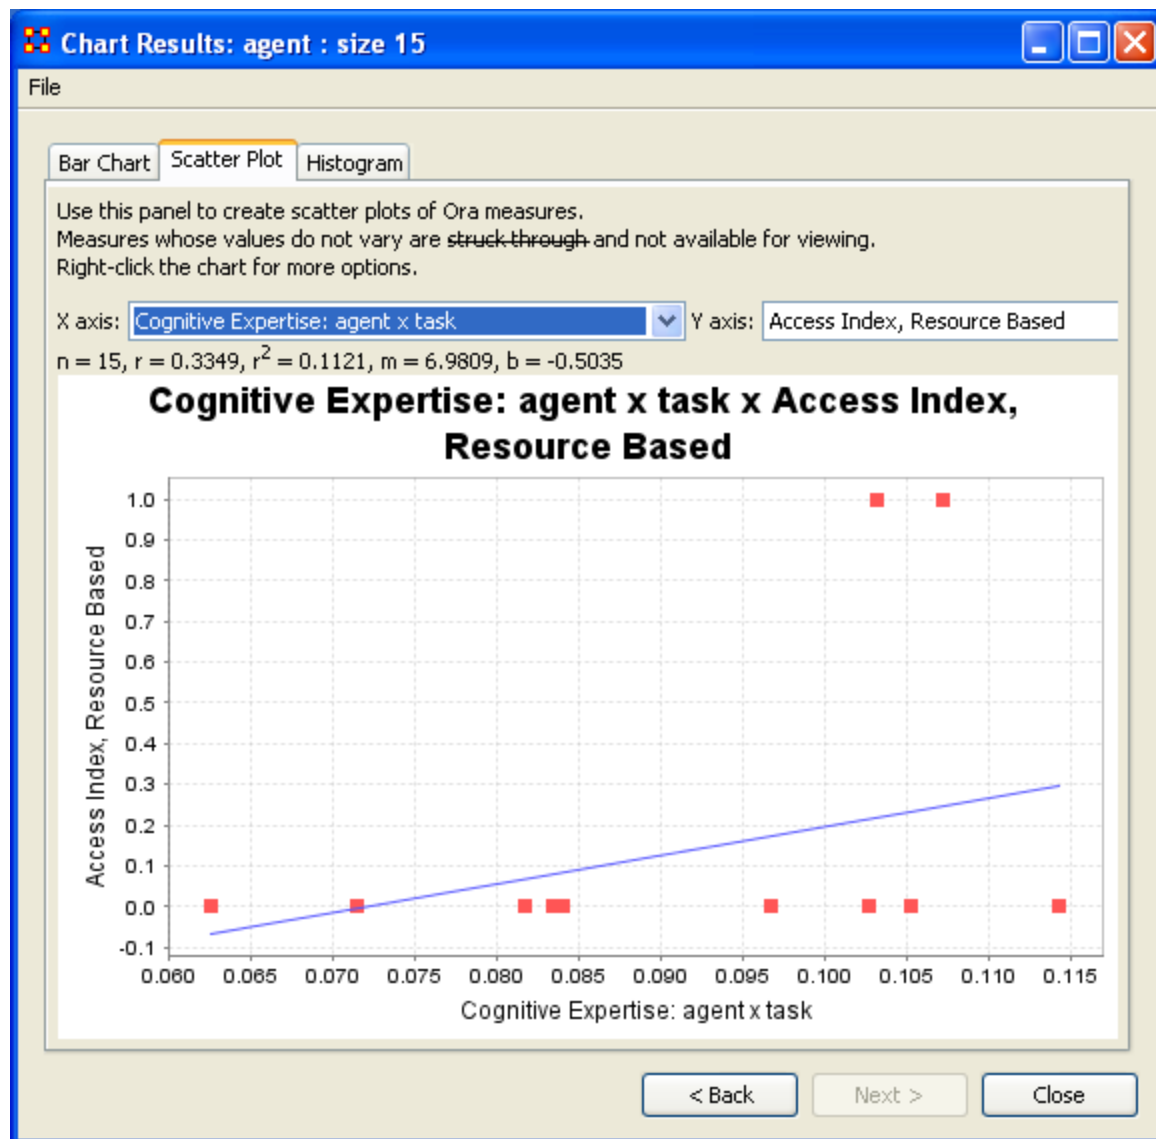 Chart Results: agent : size 15
File
Bar Chart
Scatter Plot
Histogram
Use this panel to create scatter plots of Ora measures.
Measures whose values do not vary are struck through and not available for viewing.
Right-click the chart for more options.
X axis: Cognitive Expertise: agent x task Y axis: Access Index, Resource Based
n = 15, r = 0.3349, r² = 0.1121, m = 6.9809, b = -0.5035
Cognitive Expertise: agent x task x Access Index,
Resource Based
Access Index, Resource Based
1.0
0.9
0.8
0.7
0.6
0.5
0.4
0.3
0.2
0.1
0.0
-0.1
0.060 0.065 0.070 0.075 0.080 0.085 0.090 0.095 0.100 0.105 0.110 0.115
Cognitive Expertise: agent x task
< Back Next > Close